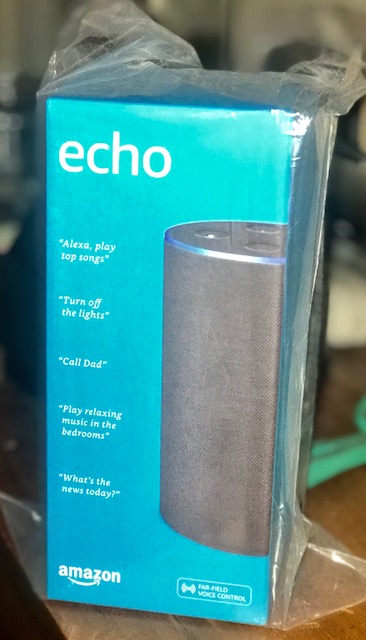 echo
“Alexa, play
top songs”
“Turn off
the lights”
“Call Dad”
“Play relaxing
music in the
bedrooms”
“What’s the
news today?”
amazon
FAR-FIELD
VOICE CONTROL